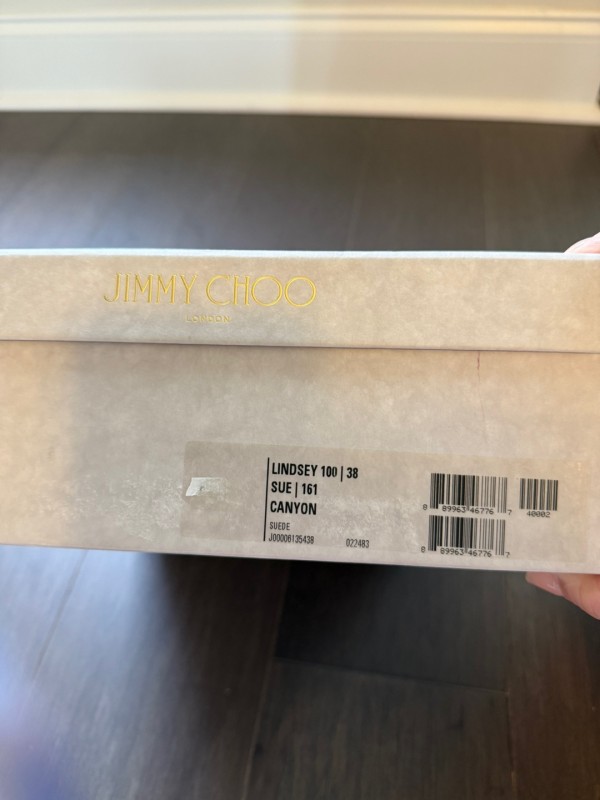 JIMMY CHOO
LONDON
LINDSEY 100 | 38
SUE | 161
CANYON
SUEDE
J00006135438 022483
8 89963 46776 7
40002
8 89963 46776 7